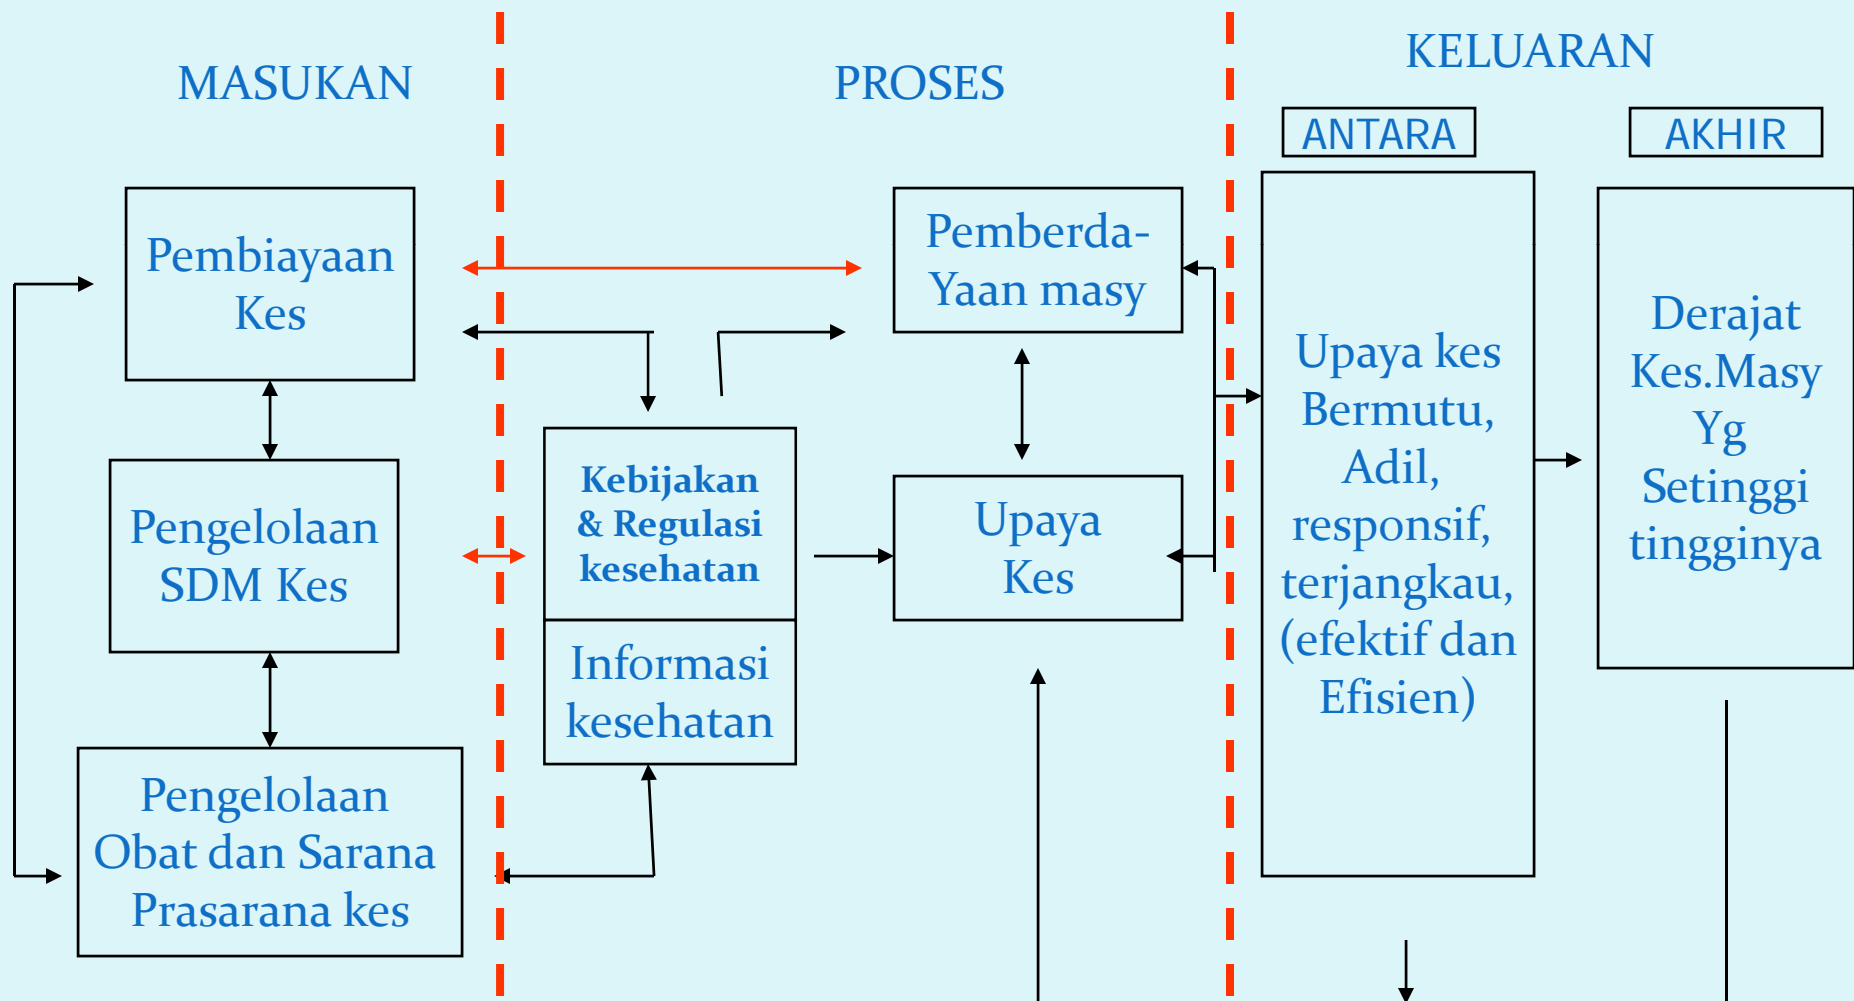 MASUKAN
PROSES
KELUARAN
ANTARA
AKHIR
Pembiayaan
Kes
Pengelolaan
SDM Kes
Pengelolaan
Obat dan Sarana
Prasarana kes
Kebijakan
& Regulasi
kesehatan
Informasi
kesehatan
Pemberda-
Yaan masy
Upaya
Kes
Upaya kes
Bermutu,
Adil,
responsif,
terjangkau,
(efektif dan
Efisien)
Derajat
Kes.Masy
Yg
Setinggi
tingginya